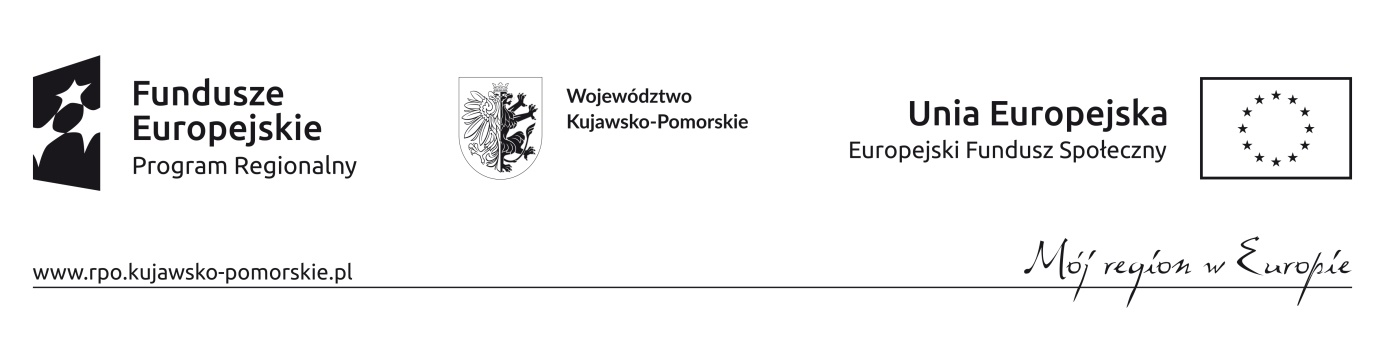 Fundusze
Europejskie
Program Regionalny
Województwo
Kujawsko-Pomorskie
Unia Europejska
Europejski Fundusz Społeczny
www.rpo.kujawsko-pomorskie.pl
Mój region w Europie